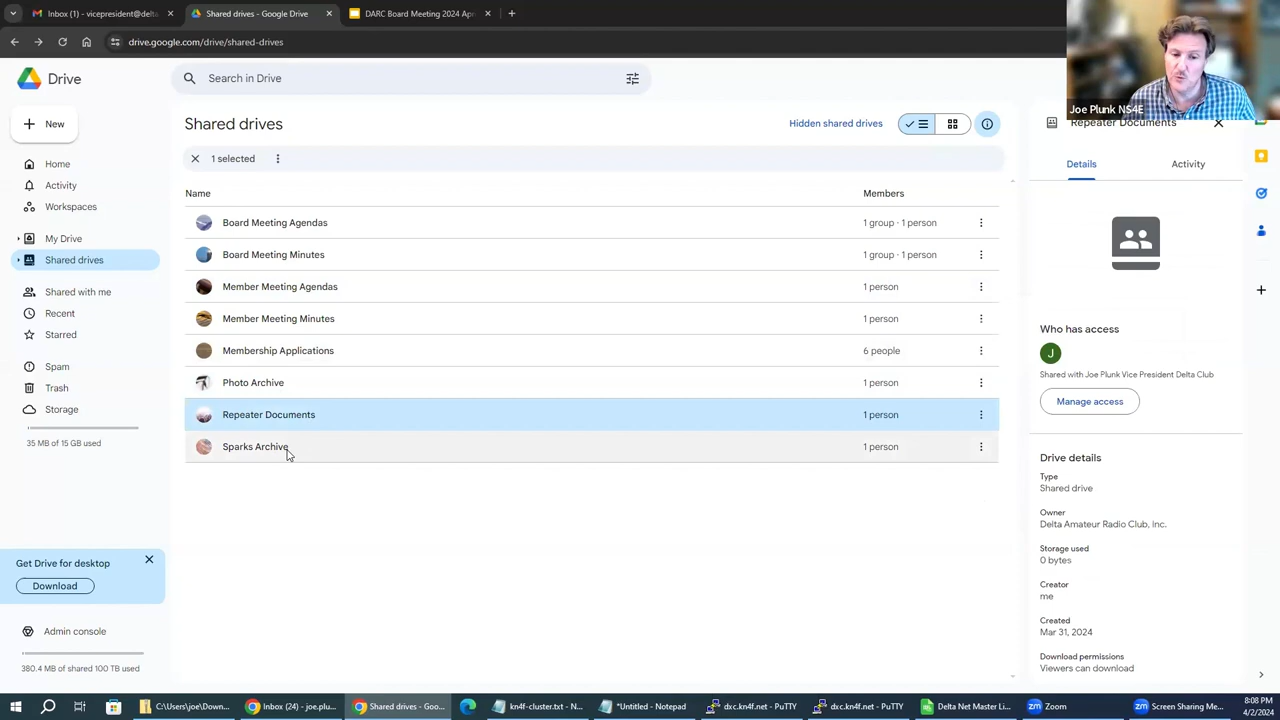 Inbox (1) - vicepresident@delta
Shared drives - Google Drive
DARC Board Meeting 2024 Apr
drive.google.com/drive/shared-drives
Joe Plunk NS4E
Drive
Search in Drive
New
Home
Activity
Workspaces
My Drive
Shared drives
Shared with me
Recent
Starred
Spam
Trash
Storage
35 MB of 15 GB used
Get Drive for desktop
Download
Admin console
380.4 MB of shared 100 TB used
Shared drives
Hidden shared drives
1 selected
Name Members
Board Meeting Agendas 1 group · 1 person
Board Meeting Minutes 1 group · 1 person
Member Meeting Agendas 1 person
Member Meeting Minutes 1 person
Membership Applications 6 people
Photo Archive 1 person
Repeater Documents 1 person
Sparks Archive 1 person
Repeater Documents
Details Activity
Who has access
J
Shared with Joe Plunk Vice President Delta Club
Manage access
Drive details
Type
Shared drive
Owner
Delta Amateur Radio Club, inc.
Storage used
0 bytes
Creator
me
Created
Mar 31, 2024
Download permissions
Viewers can download
C:\Users\joe\Down...
Inbox (24) - joe.plu...
Shared drives - Goo...
kn4f-cluster.txt - N...
*Untitled - Notepad
dxc.kn4f.net - PuTTY
dxc.kn4f.net - PuTTY
Delta Net Master Li...
Zoom
Screen Sharing Me...
8:08 PM
4/2/2024